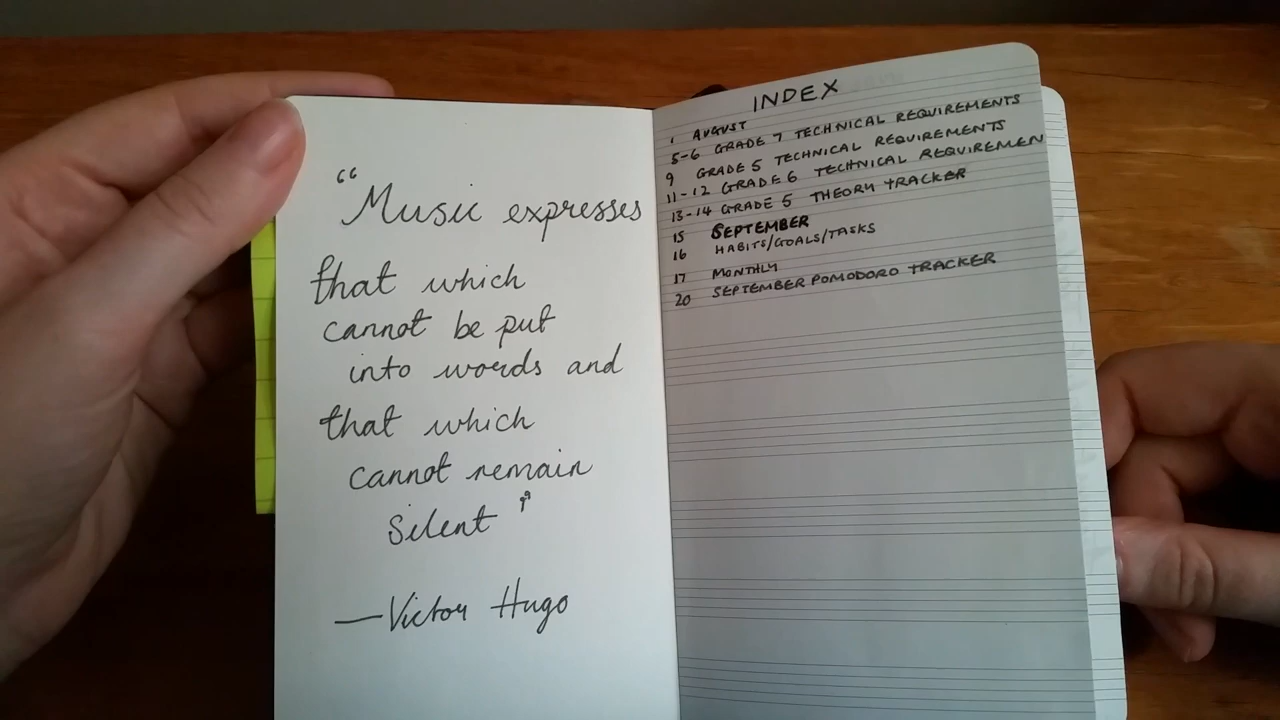 “Music expresses
that which
cannot be put
into words and
that which
cannot remain
silent”
—Victor Hugo
INDEX
1 AUGUST
5-6 GRADE 7 TECHNICAL REQUIREMENTS
9 GRADE 5 TECHNICAL REQUIREMENTS
11-12 GRADE 6 TECHNICAL REQUIREMEN
13-14 GRADE 5 THEORY TRACKER
15 SEPTEMBER
16 HABITS/GOALS/TASKS
17 MONTHLY
20 SEPTEMBER POMODORO TRACKER